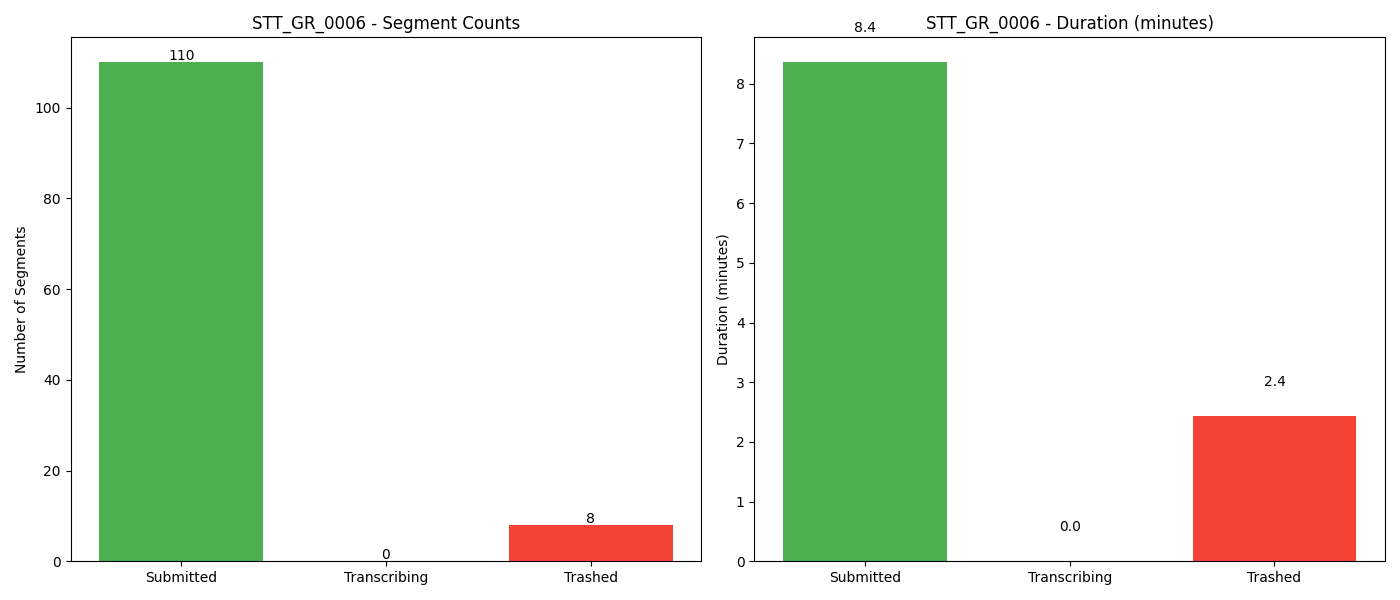 STT_GR_0006 - Segment Counts
110
100
80
60
40
20
0
Number of Segments
0
8
Submitted
Transcribing
Trashed
STT_GR_0006 - Duration (minutes)
8.4
8
7
6
5
4
3
2
1
0
Duration (minutes)
0.0
2.4
Submitted
Transcribing
Trashed